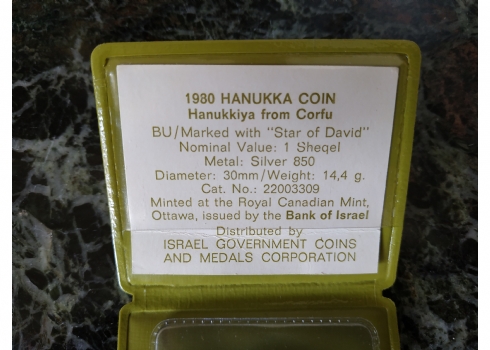 1980 HANUKKA COIN
Hanukkiya from Corfu
BU/Marked with "Star of David"
Nominal Value: 1 Sheqel
Metal: Silver 850
Diameter: 30mm/Weight: 14,4 g.
Cat. No.: 22003309
Minted at the Royal Canadian Mint,
Ottawa, issued by the Bank of Israel
Distributed by
ISRAEL GOVERNMENT COINS
AND MEDALS CORPORATION